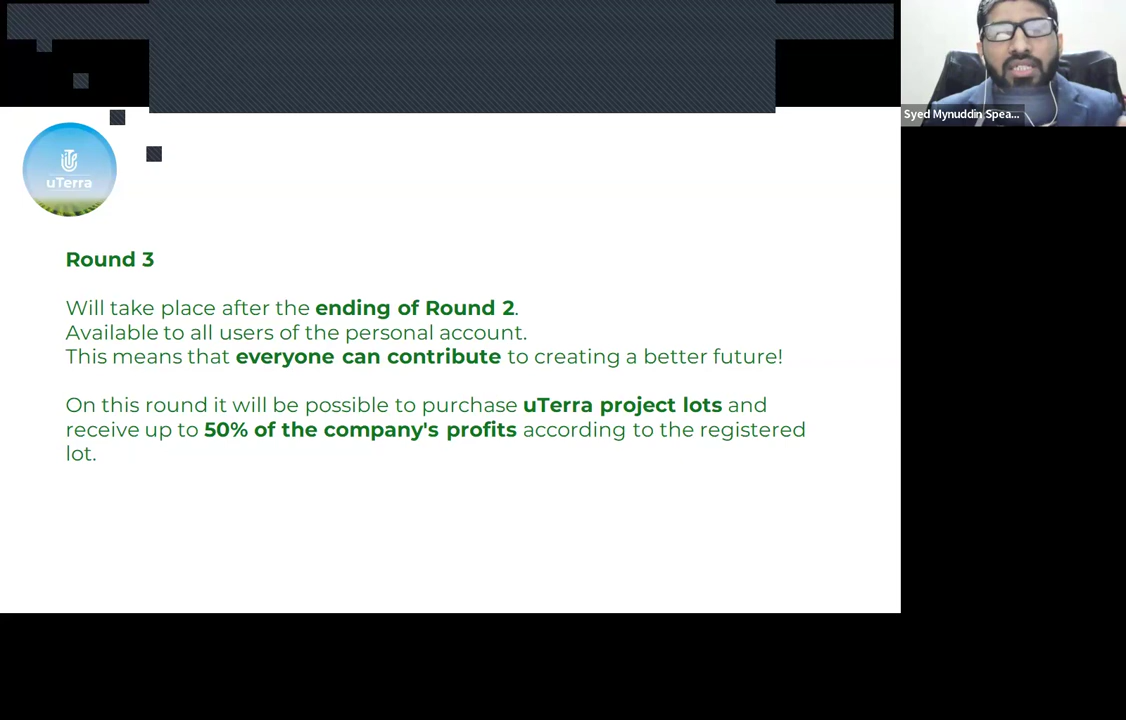 Syed Mynuddin Spea...
uTerra
Round 3
Will take place after the ending of Round 2.
Available to all users of the personal account.
This means that everyone can contribute to creating a better future!
On this round it will be possible to purchase uTerra project lots and
receive up to 50% of the company's profits according to the registered
lot.